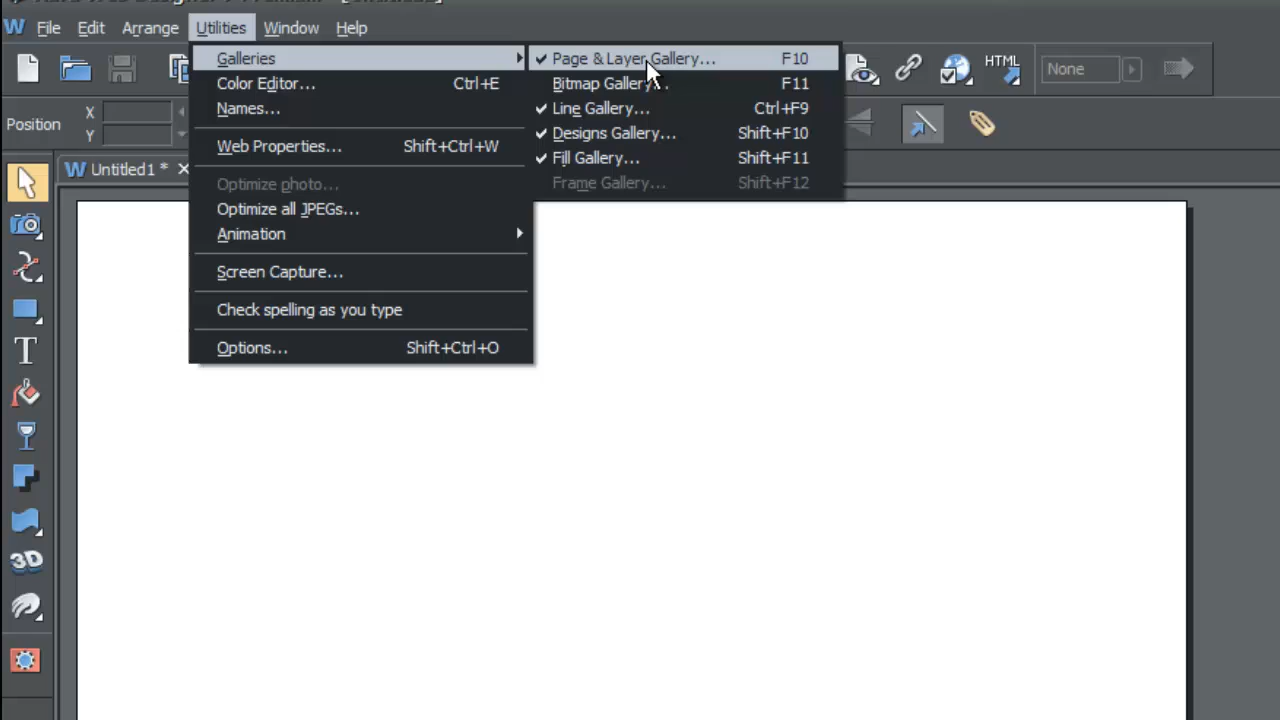 File Edit Arrange Utilities Window Help
Galleries
Page & Layer Gallery... F10
Color Editor... Ctrl+E
Bitmap Gallery... F11
Names...
Line Gallery... Ctrl+F9
Designs Gallery... Shift+F10
Web Properties... Shift+Ctrl+W
Fill Gallery... Shift+F11
Optimize photo...
Frame Gallery... Shift+F12
Optimize all JPEGs...
Animation
Screen Capture...
Check spelling as you type
Options... Shift+Ctrl+O
HTML
None
Position X
Y
W Untitled1 *
T
3D